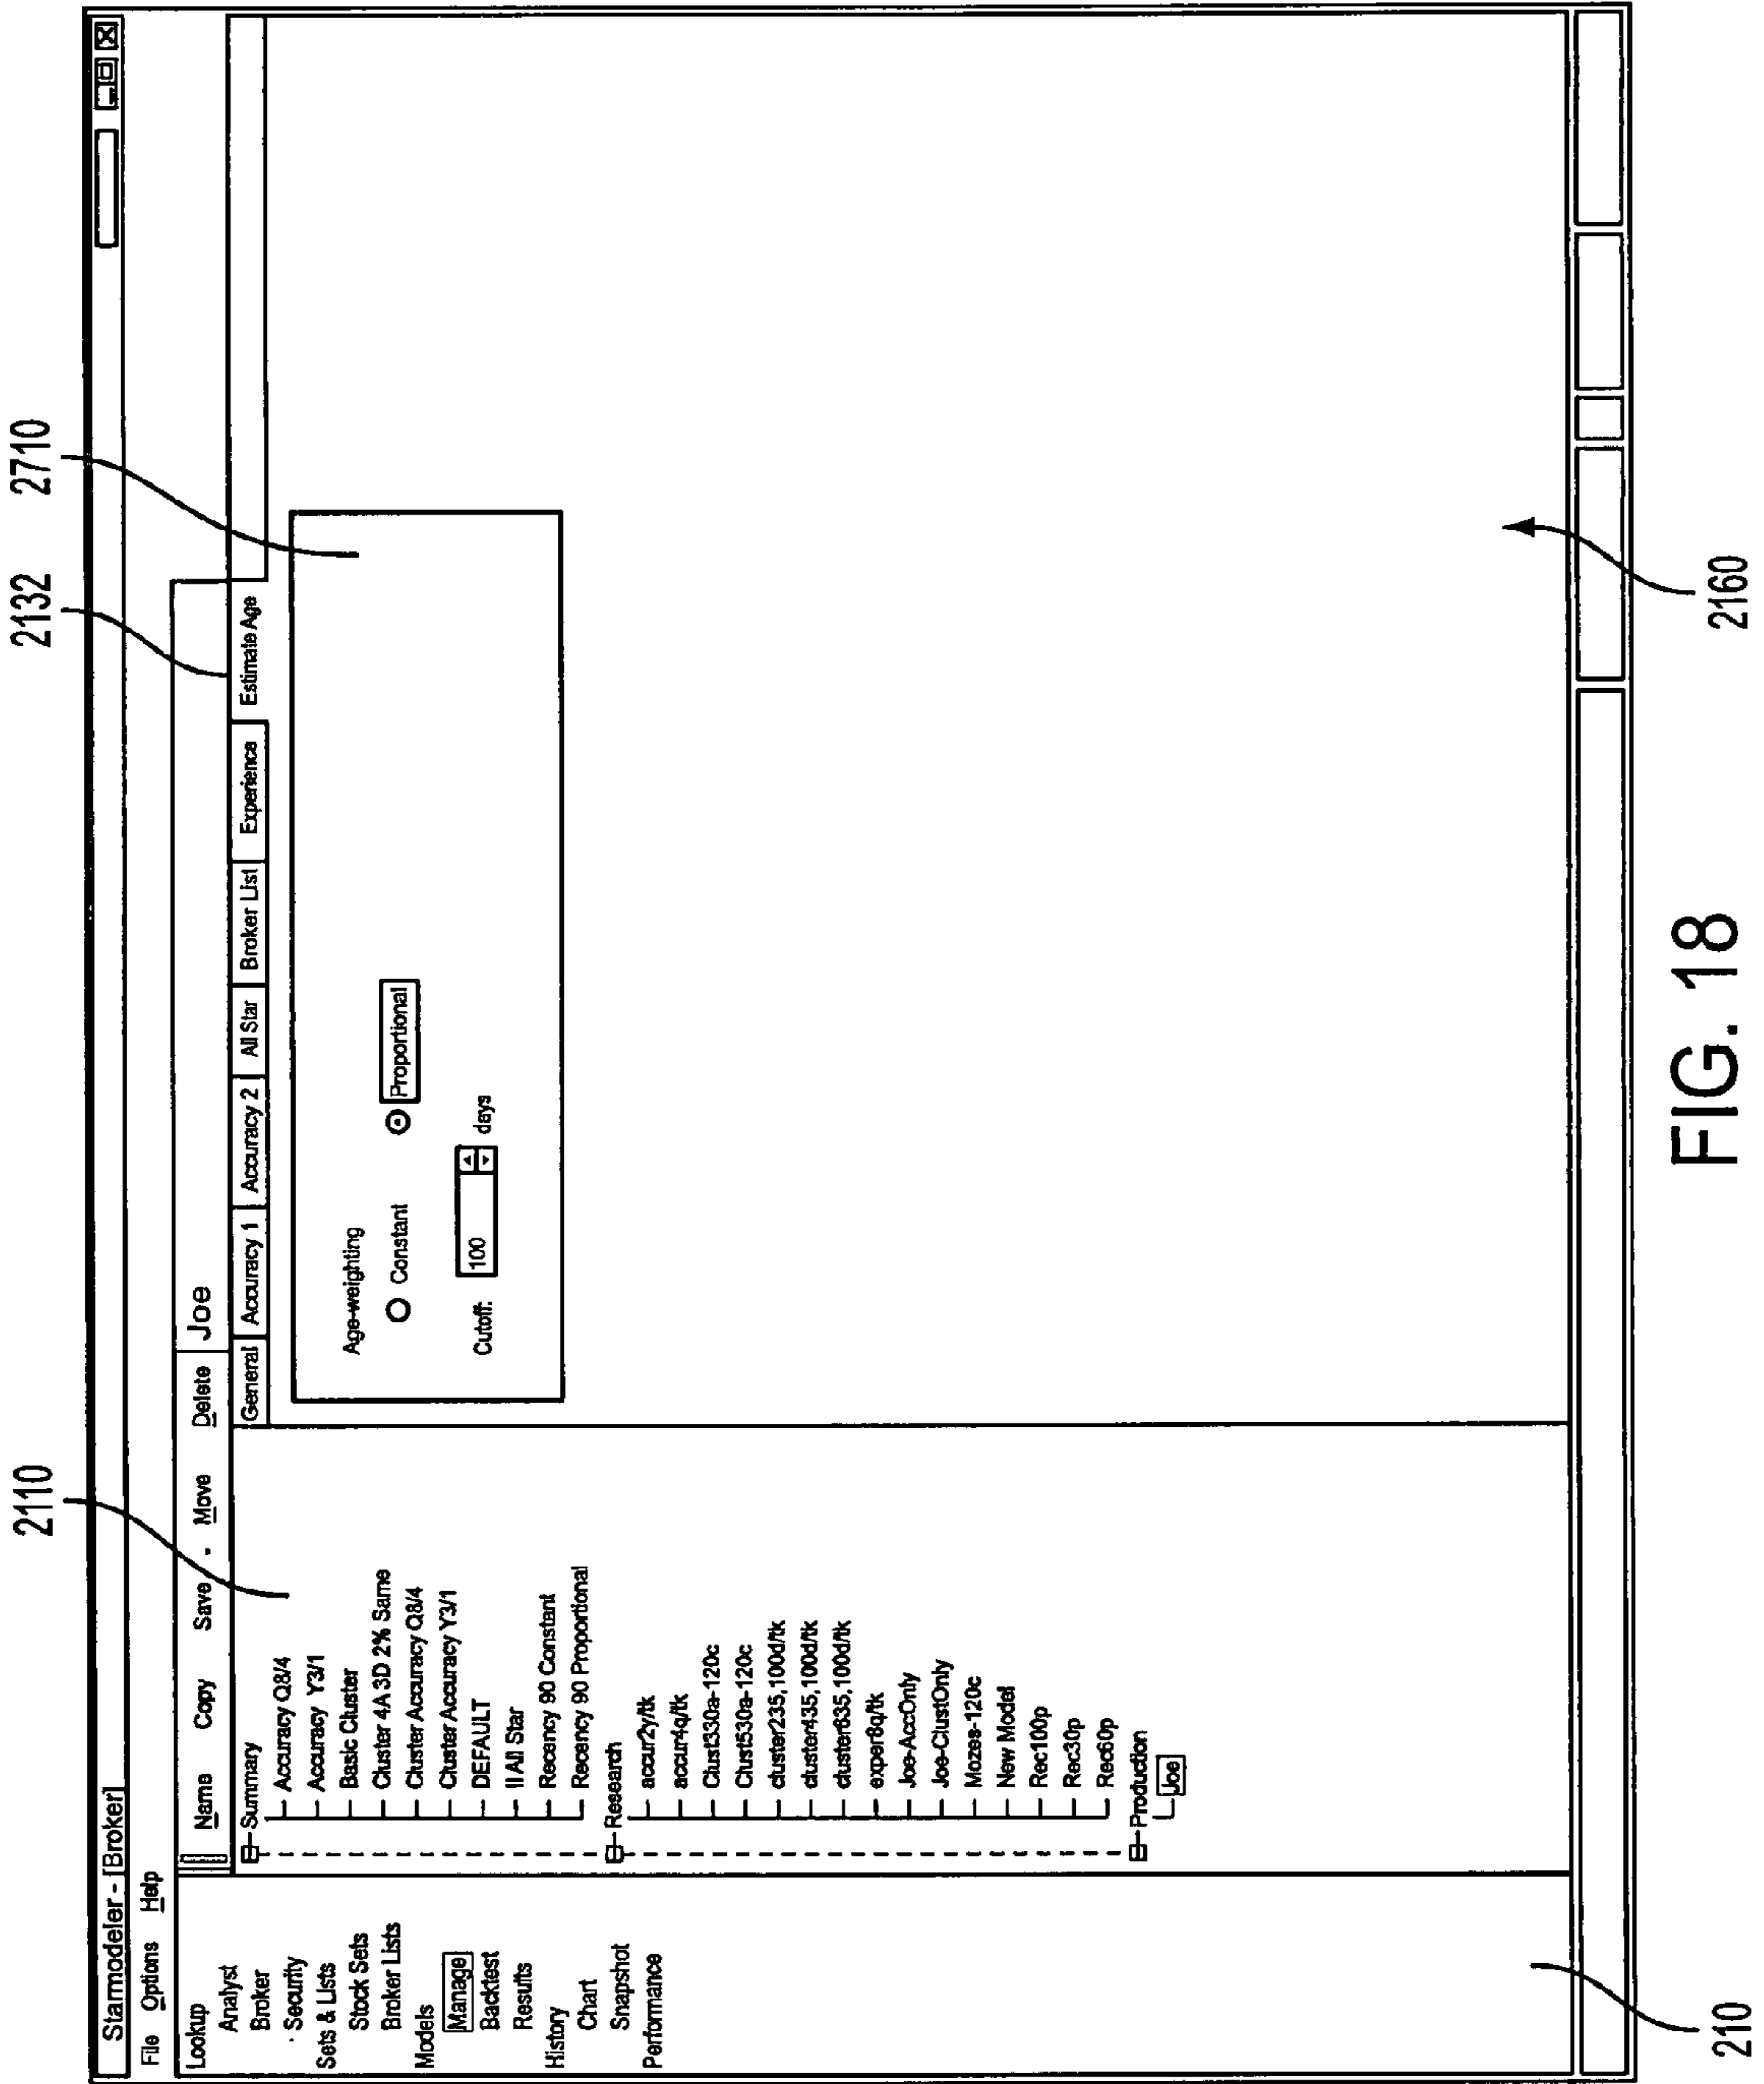 2110
2132
2710
Starmodeler - [Broker]
File Options Help
Name Copy Save Move Delete Joe
General Accuracy 1 Accuracy 2 All Star Broker List Experience Estimate Age
Lookup
Analyst
Broker
Security
Sets & Lists
Stock Sets
Broker Lists
Models
Manage
Backtest
Results
History
Chart
Snapshot
Performance
Summary
Accuracy Q8/4
Accuracy Y3/1
Basic Cluster
Cluster 4A 3D 2% Same
Cluster Accuracy Q8/4
Cluster Accuracy Y3/1
DEFAULT
II All Star
Recency 90 Constant
Recency 90 Proportional
Research
accur2y/tk
accur4q/tk
Clust330a-120c
Clust530a-120c
cluster235,100d/tk
cluster435,100d/tk
cluster635,100d/tk
exper8q/tk
Joe-AccOnly
Joe-ClustOnly
Mozes-120c
New Model
Rec100p
Rec30p
Rec60p
Production
Joe
Age-weighting
Constant Proportional
Cutoff: 100 days
210
2160
FIG. 18